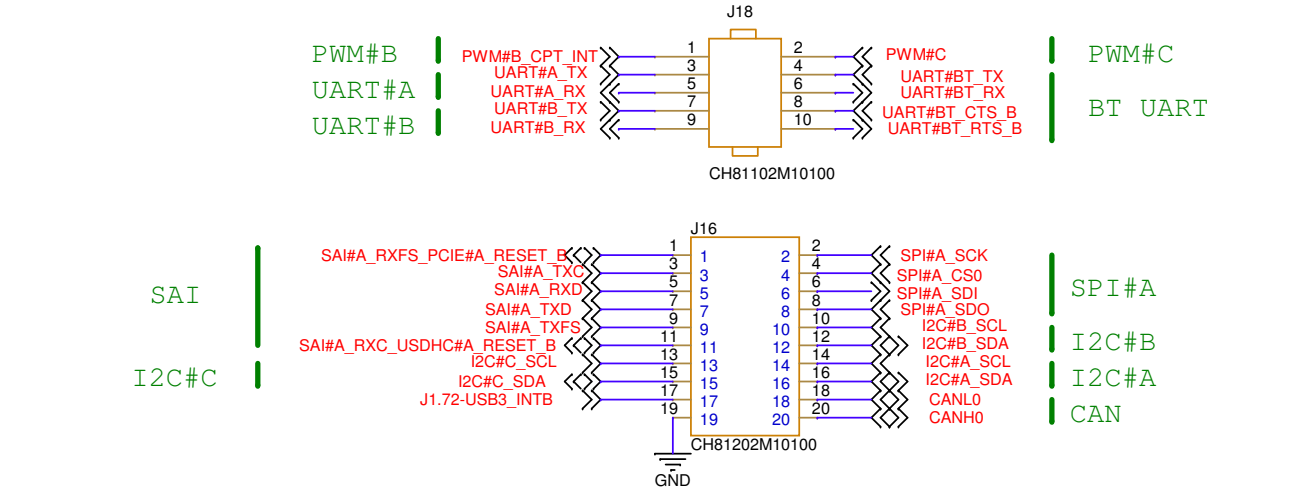 J18
PWM#B PWM#B_CPT_INT 1 2 PWM#C PWM#C
UART#A_TX 3 4 UART#BT_TX
UART#A UART#A_RX 5 6 UART#BT_RX
UART#B_TX 7 8 UART#BT_CTS_B BT UART
UART#B UART#B_RX 9 10 UART#BT_RTS_B
CH81102M10100
J16
SAI#A_RXFS_PCIE#A_RESET_B 1 1 2 2 SPI#A_SCK
SAI#A_TXC 3 3 4 4 SPI#A_CS0
SAI SAI#A_RXD 5 5 6 6 SPI#A_SDI SPI#A
SAI#A_TXD 7 7 8 8 SPI#A_SDO
SAI#A_TXFS 9 9 10 10 I2C#B_SCL
SAI#A_RXC_USDHC#A_RESET_B 11 11 12 12 I2C#B_SDA I2C#B
I2C#C_SCL 13 13 14 14 I2C#A_SCL
I2C#C I2C#C_SDA 15 15 16 16 I2C#A_SDA I2C#A
J1.72-USB3_INTB 17 17 18 18 CANL0
19 19 20 20 CANH0 CAN
CH81202M10100
GND